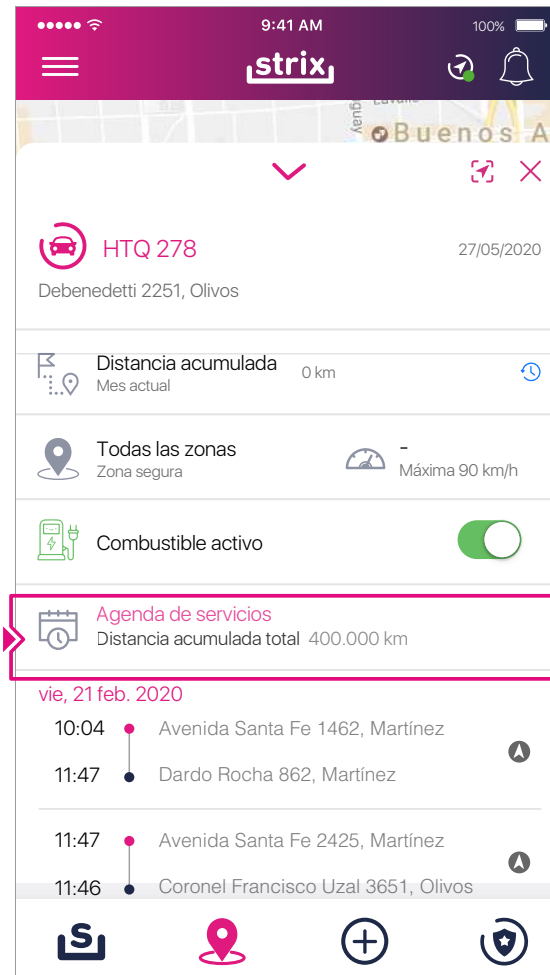 9:41 AM
100%
strix
Lavalle
uguay
Buenos A
HTQ 278
27/05/2020
Debenedetti 2251, Olivos
Distancia acumulada
0 km
Mes actual
Todas las zonas
-
Zona segura
Máxima 90 km/h
Combustible activo
Agenda de servicios
Distancia acumulada total 400.000 km
vie, 21 feb. 2020
10:04
Avenida Santa Fe 1462, Martínez
11:47
Dardo Rocha 862, Martínez
11:47
Avenida Santa Fe 2425, Martínez
11:46
Coronel Francisco Uzal 3651, Olivos
S